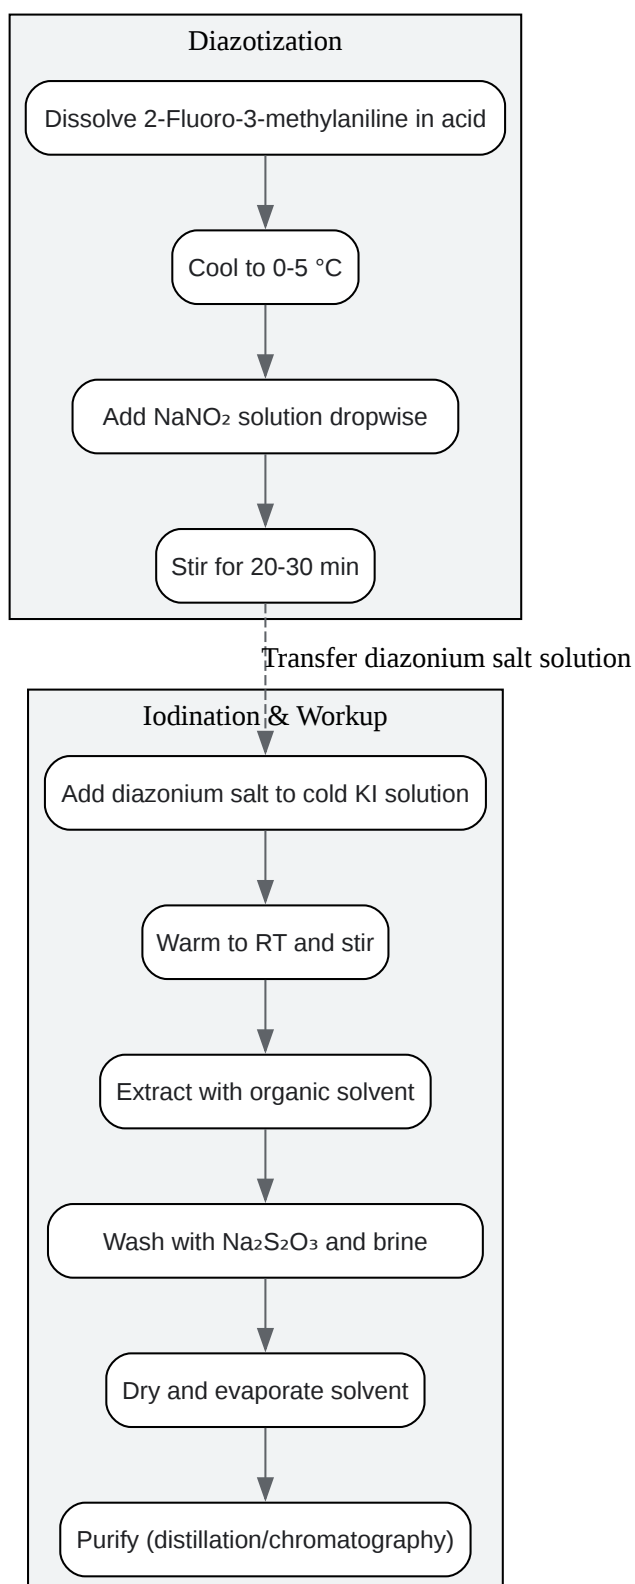 Diazotization
Dissolve 2-Fluoro-3-methylaniline in acid
Cool to 0-5 °C
Add NaNO₂ solution dropwise
Stir for 20-30 min
Transfer diazonium salt solution
Iodination & Workup
Add diazonium salt to cold KI solution
Warm to RT and stir
Extract with organic solvent
Wash with Na₂S₂O₃ and brine
Dry and evaporate solvent
Purify (distillation/chromatography)